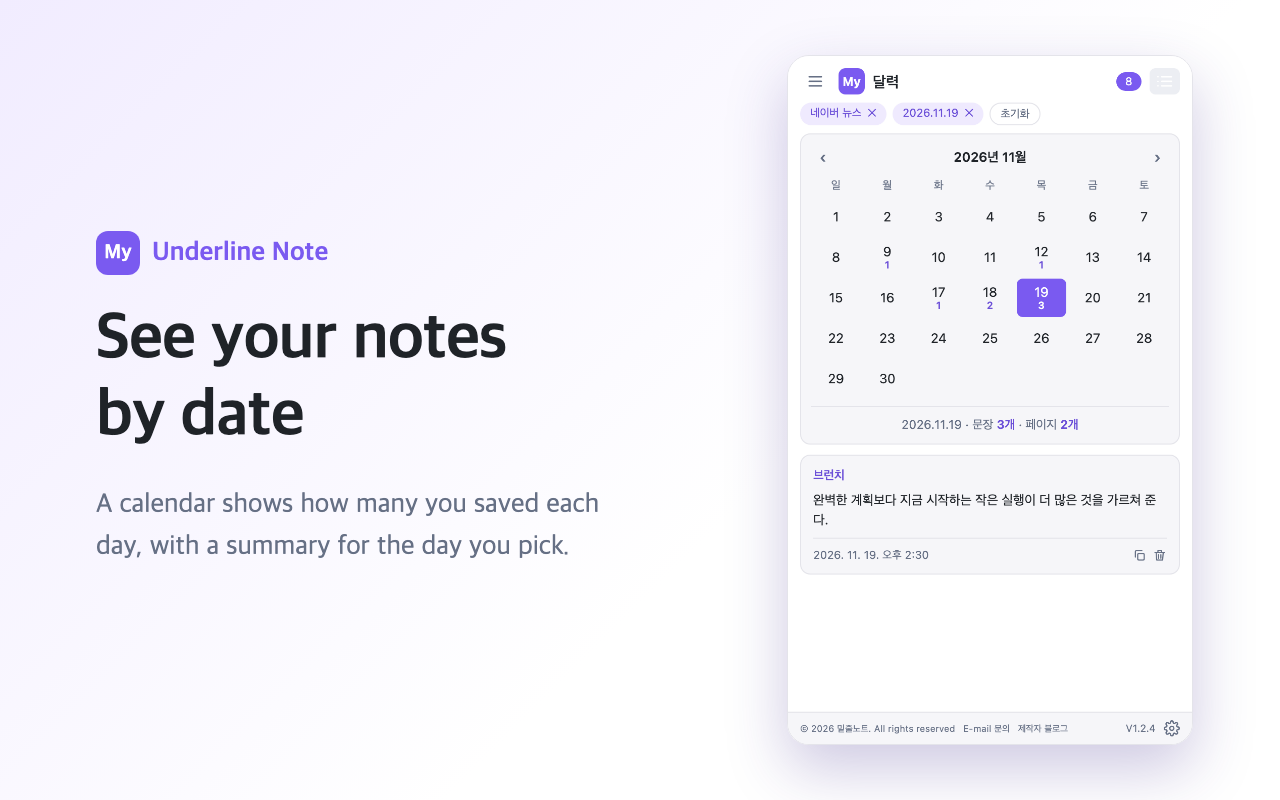 My Underline Note
See your notes
by date
A calendar shows how many you saved each
day, with a summary for the day you pick.
My 달력 8
네이버 뉴스 × 2026.11.19 × 초기화
‹ 2026년 11월 ›
일 월 화 수 목 금 토
1 2 3 4 5 6 7
8 9 10 11 12 13 14
1 1
15 16 17 18 19 20 21
1 2 3
22 23 24 25 26 27 28
29 30
2026.11.19 · 문장 3개 · 페이지 2개
브런치
완벽한 계획보다 지금 시작하는 작은 실행이 더 많은 것을 가르쳐 준
다.
2026. 11. 19. 오후 2:30
© 2026 밑줄노트. All rights reserved E-mail 문의 제작자 블로그 V1.2.4